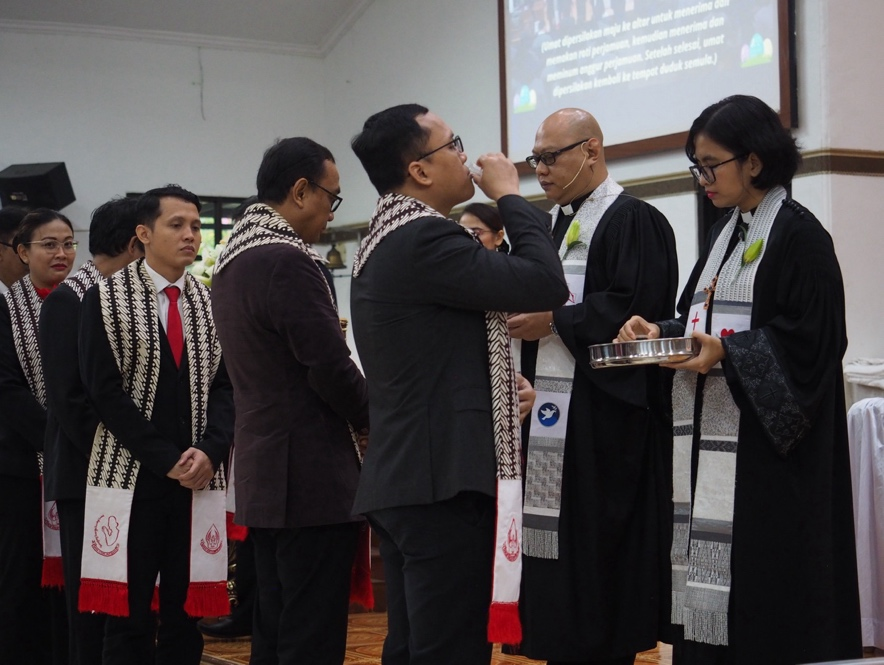 (Umat dipersilakan maju ke altar untuk menerima dan
memakan roti perjamuan, kemudian menerima dan
meminum anggur perjamuan. Setelah selesai, umat
dipersilakan kembali ke tempat duduk semula.)